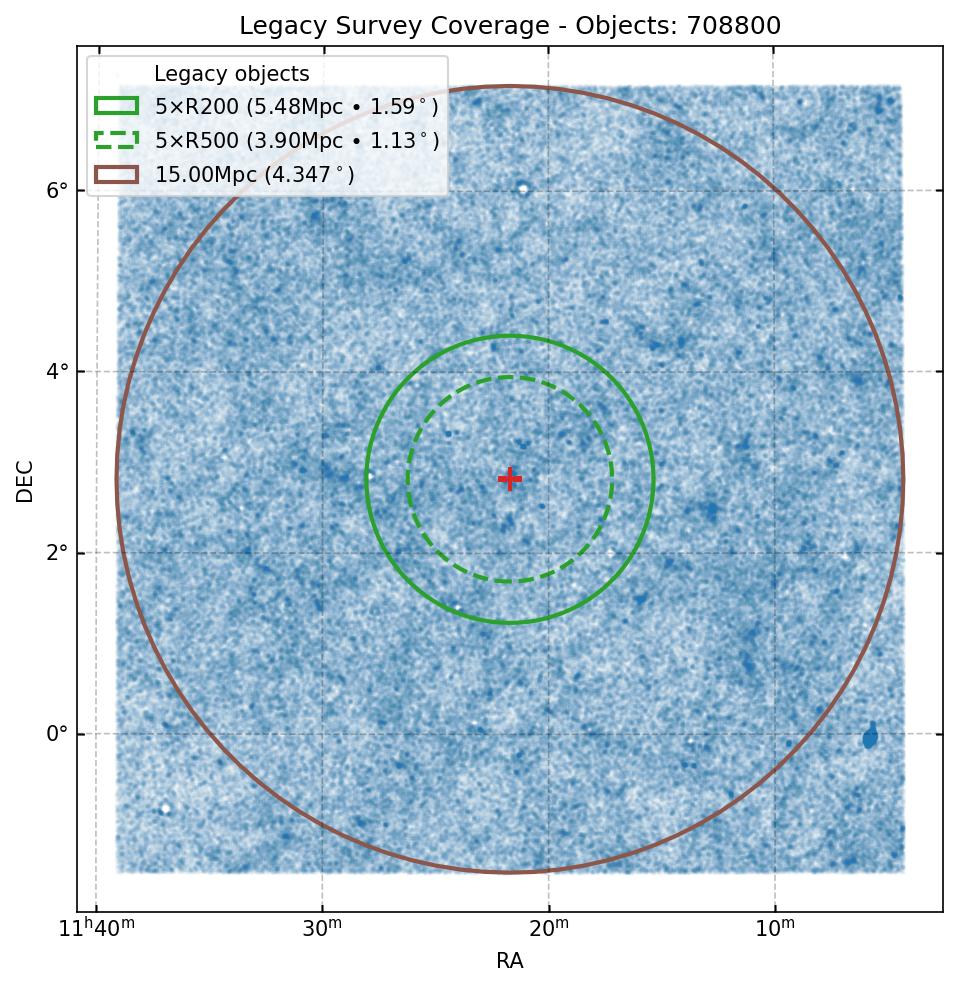 Legacy Survey Coverage - Objects: 708800
Legacy objects
5×R200 (5.48Mpc • 1.59°)
5×R500 (3.90Mpc • 1.13°)
15.00Mpc (4.347°)
6°
4°
2°
0°
DEC
11ʰ40ᵐ 30ᵐ 20ᵐ 10ᵐ
RA